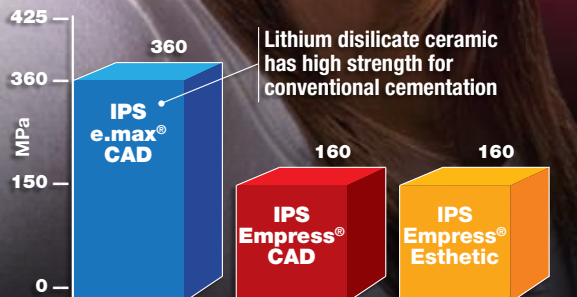 425
360
Lithium disilicate ceramic
has high strength for
conventional cementation
360
IPS
e.max®
CAD
MPa
160
160
150
IPS
Empress®
CAD
IPS
Empress®
Esthetic
0